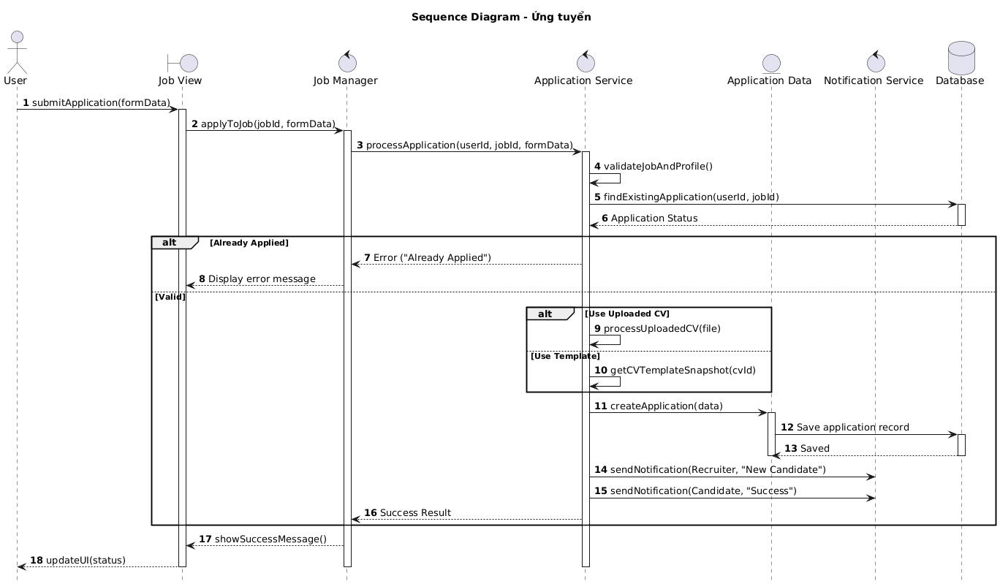 Sequence Diagram - Ứng tuyển
User
Job View
Job Manager
Application Service
Application Data
Notification Service
Database
1 submitApplication(formData)
2 applyToJob(jobId, formData)
3 processApplication(userId, jobId, formData)
4 validateJobAndProfile()
5 findExistingApplication(userId, jobId)
6 Application Status
alt [Already Applied]
7 Error ("Already Applied")
8 Display error message
[Valid]
alt [Use Uploaded CV]
9 processUploadedCV(file)
[Use Template]
10 getCVTemplateSnapshot(cvId)
11 createApplication(data)
12 Save application record
13 Saved
14 sendNotification(Recruiter, "New Candidate")
15 sendNotification(Candidate, "Success")
16 Success Result
17 showSuccessMessage()
18 updateUI(status)